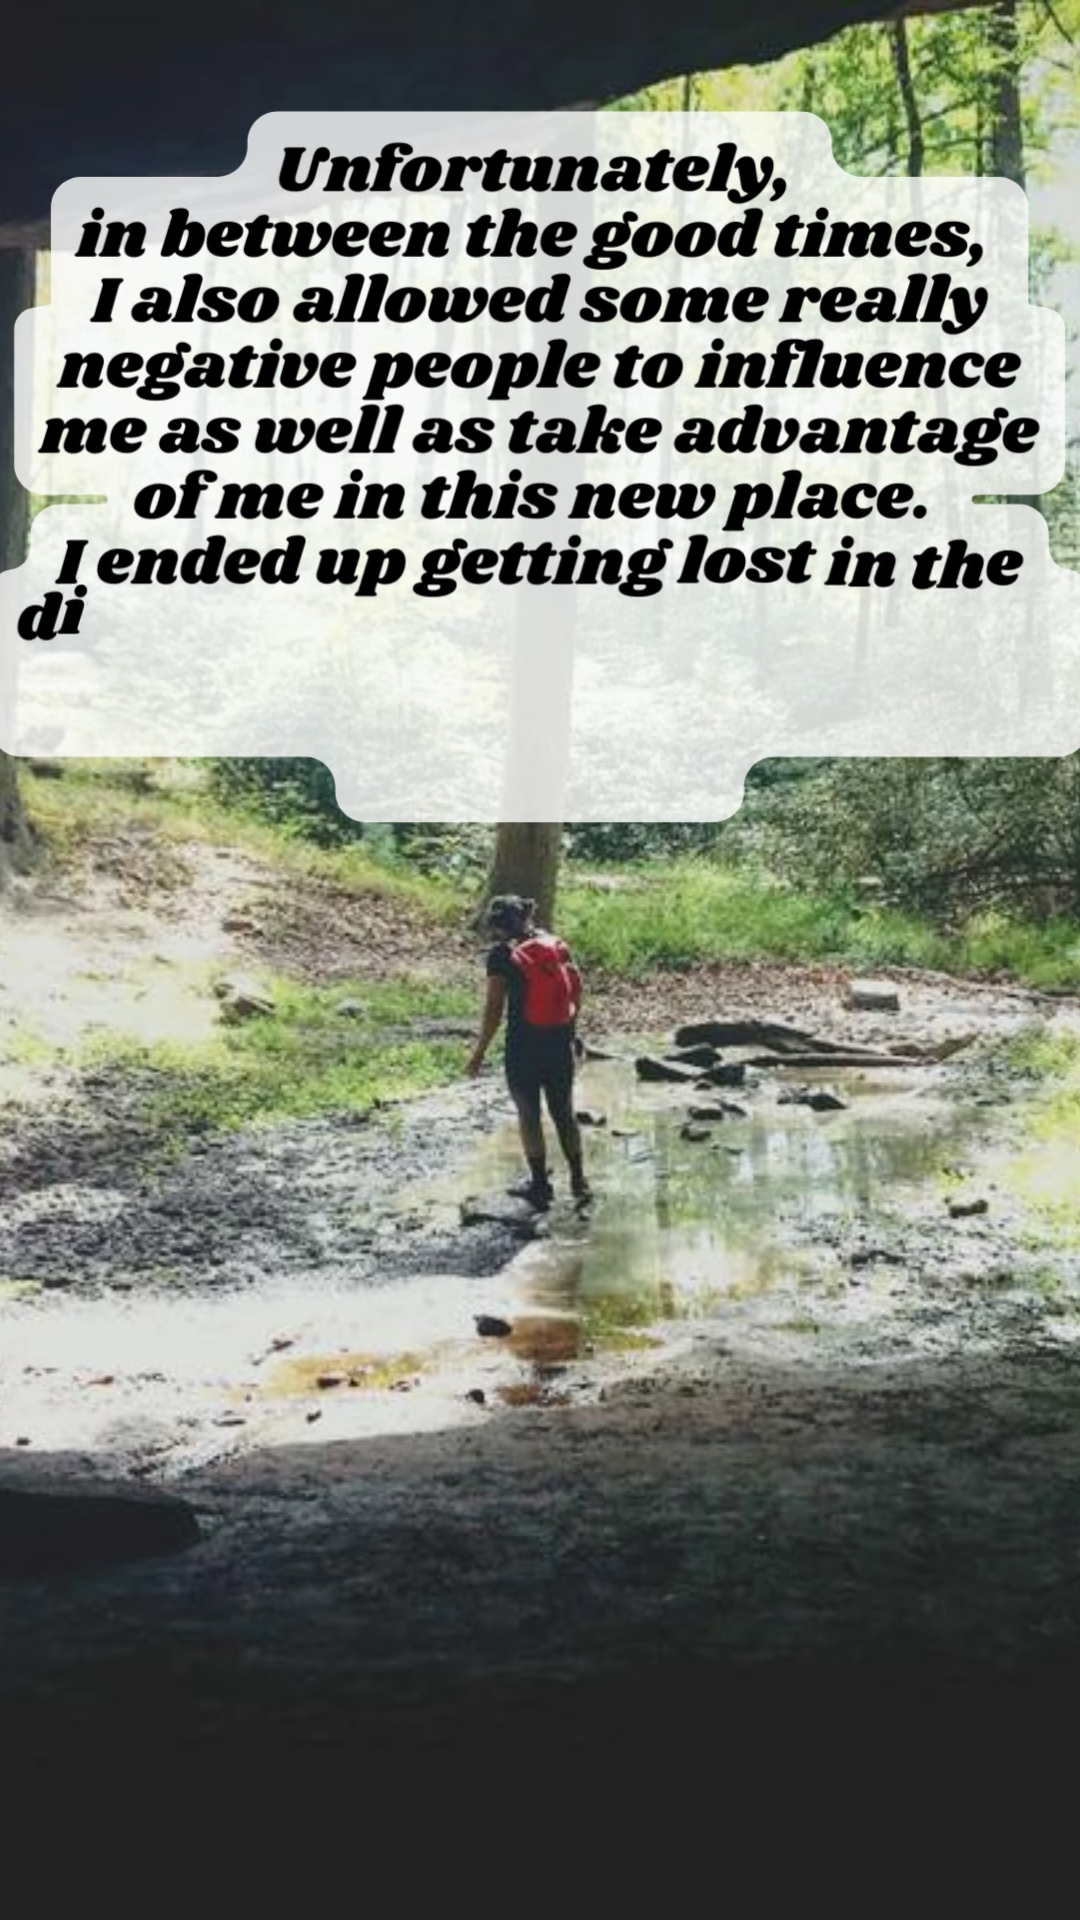 Unfortunately,
in between the good times,
I also allowed some really
negative people to influence
me as well as take advantage
of me in this new place.
I ended up getting lost in the
di